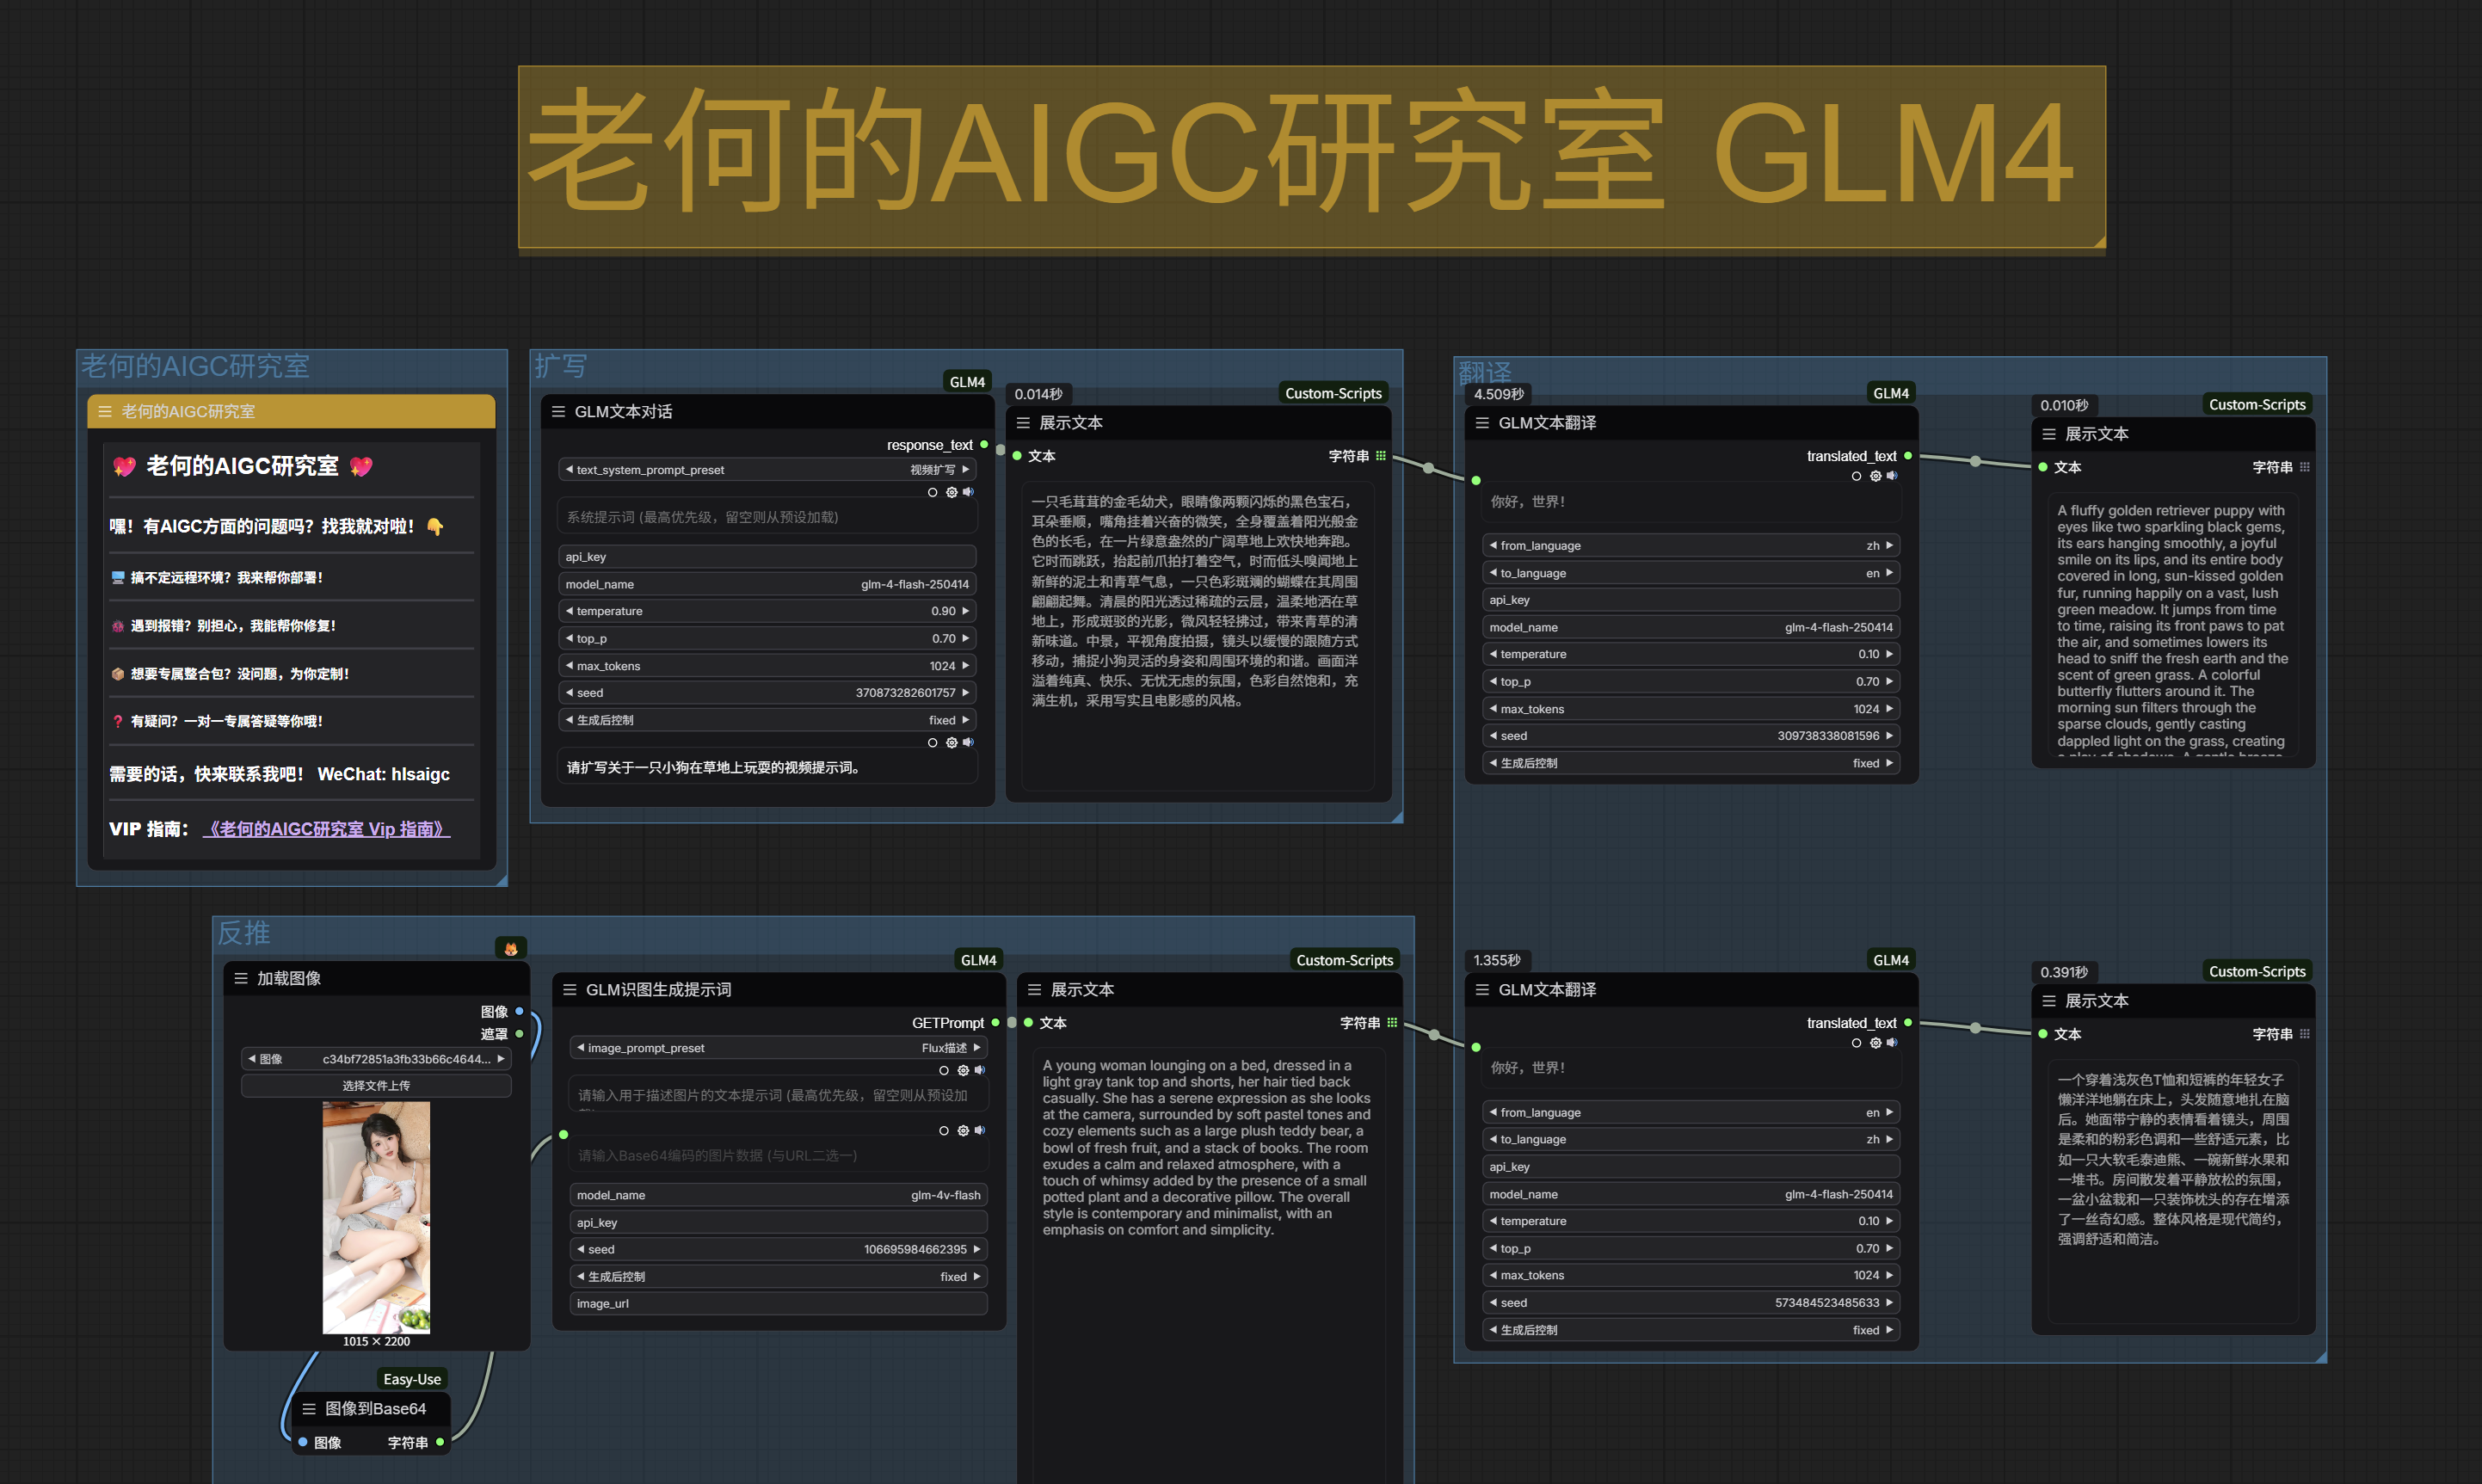 老何的AIGC研究室 GLM4
老何的AIGC研究室
老何的AIGC研究室
💖 老何的AIGC研究室 💖
嘿！有AIGC方面的问题吗？找我就对啦！👇
🖥️ 搞不定远程环境？我来帮你部署！
🐞 遇到报错？别担心，我能帮你修复！
📦 想要专属整合包？没问题，为你定制！
❓ 有疑问？一对一专属答疑等你哦！
需要的话，快来联系我吧！ WeChat: hlsaigc
VIP 指南： 《老何的AIGC研究室 Vip 指南》
扩写
GLM4
GLM文本对话
response_text
text_system_prompt_preset 视频扩写
系统提示词 (最高优先级，留空则从预设加载)
api_key
model_name glm-4-flash-250414
temperature 0.90
top_p 0.70
max_tokens 1024
seed 370873282601757
生成后控制 fixed
请扩写关于一只小狗在草地上玩耍的视频提示词。
0.014秒 Custom-Scripts
展示文本
文本 字符串
一只毛茸茸的金毛幼犬，眼睛像两颗闪烁的黑色宝石，
耳朵垂顺，嘴角挂着兴奋的微笑，全身覆盖着阳光般金
色的长毛，在一片绿意盎然的广阔草地上欢快地奔跑。
它时而跳跃，抬起前爪拍打着空气，时而低头嗅闻地上
新鲜的泥土和青草气息，一只色彩斑斓的蝴蝶在其周围
翩翩起舞。清晨的阳光透过稀疏的云层，温柔地洒在草
地上，形成斑驳的光影，微风轻轻拂过，带来青草的清
新味道。中景，平视角度拍摄，镜头以缓慢的跟随方式
移动，捕捉小狗灵活的身姿和周围环境的和谐。画面洋
溢着纯真、快乐、无忧无虑的氛围，色彩自然饱和，充
满生机，采用写实且电影感的风格。
翻译
4.509秒 GLM4
GLM文本翻译
translated_text
你好，世界！
from_language zh
to_language en
api_key
model_name glm-4-flash-250414
temperature 0.10
top_p 0.70
max_tokens 1024
seed 309738338081596
生成后控制 fixed
0.010秒 Custom-Scripts
展示文本
文本 字符串
A fluffy golden retriever puppy with
eyes like two sparkling black gems,
its ears hanging smoothly, a joyful
smile on its lips, and its entire body
covered in long, sun-kissed golden
fur, running happily on a vast, lush
green meadow. It jumps from time
to time, raising its front paws to pat
the air, and sometimes lowers its
head to sniff the fresh earth and the
scent of green grass. A colorful
butterfly flutters around it. The
morning sun filters through the
sparse clouds, gently casting
dappled light on the grass, creating
反推
🦊
加载图像
图像
遮罩
图像 c34bf72851a3fb33b66c4644...
选择文件上传
1015 × 2200
Easy-Use
图像到Base64
图像 字符串
GLM4
GLM识图生成提示词
GETPrompt
image_prompt_preset Flux描述
请输入用于描述图片的文本提示词 (最高优先级，留空则从预设加
请输入Base64编码的图片数据 (与URL二选一)
model_name glm-4v-flash
api_key
seed 106695984662395
生成后控制 fixed
image_url
Custom-Scripts
展示文本
文本 字符串
A young woman lounging on a bed, dressed in a
light gray tank top and shorts, her hair tied back
casually. She has a serene expression as she looks
at the camera, surrounded by soft pastel tones and
cozy elements such as a large plush teddy bear, a
bowl of fresh fruit, and a stack of books. The room
exudes a calm and relaxed atmosphere, with a
touch of whimsy added by the presence of a small
potted plant and a decorative pillow. The overall
style is contemporary and minimalist, with an
emphasis on comfort and simplicity.
1.355秒 GLM4
GLM文本翻译
translated_text
你好，世界！
from_language en
to_language zh
api_key
model_name glm-4-flash-250414
temperature 0.10
top_p 0.70
max_tokens 1024
seed 573484523485633
生成后控制 fixed
0.391秒 Custom-Scripts
展示文本
文本 字符串
一个穿着浅灰色T恤和短裤的年轻女子
懒洋洋地躺在床上，头发随意地扎在脑
后。她面带宁静的表情看着镜头，周围
是柔和的粉彩色调和一些舒适元素，比
如一只大软毛泰迪熊、一碗新鲜水果和
一堆书。房间散发着平静放松的氛围，
一盆小盆栽和一只装饰枕头的存在增添
了一丝奇幻感。整体风格是现代简约，
强调舒适和简洁。